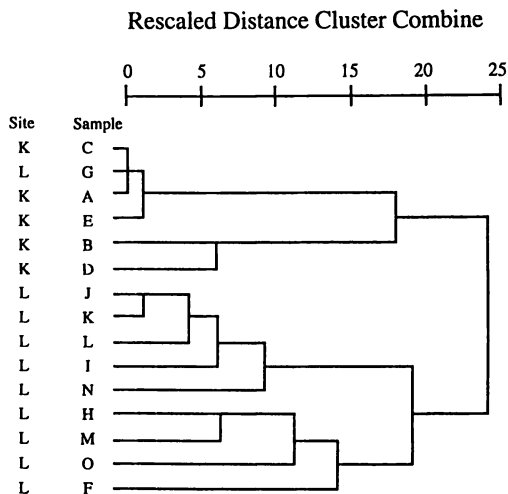 Rescaled Distance Cluster Combine
0 5 10 15 20 25
Site Sample
K C
L G
K A
K E
K B
K D
L J
L K
L L
L I
L N
L H
L M
L O
L F